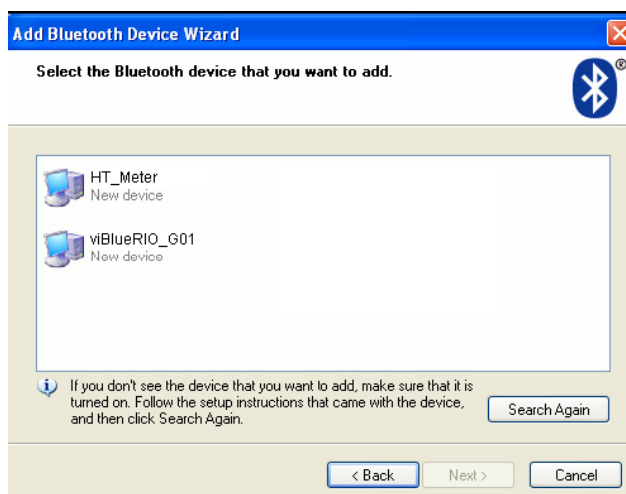 Add Bluetooth Device Wizard
Select the Bluetooth device that you want to add.
®
HT_Meter
New device
viBlueRIO_G01
New device
If you don't see the device that you want to add, make sure that it is
turned on. Follow the setup instructions that came with the device,
and then click Search Again.
Search Again
< Back
Next >
Cancel